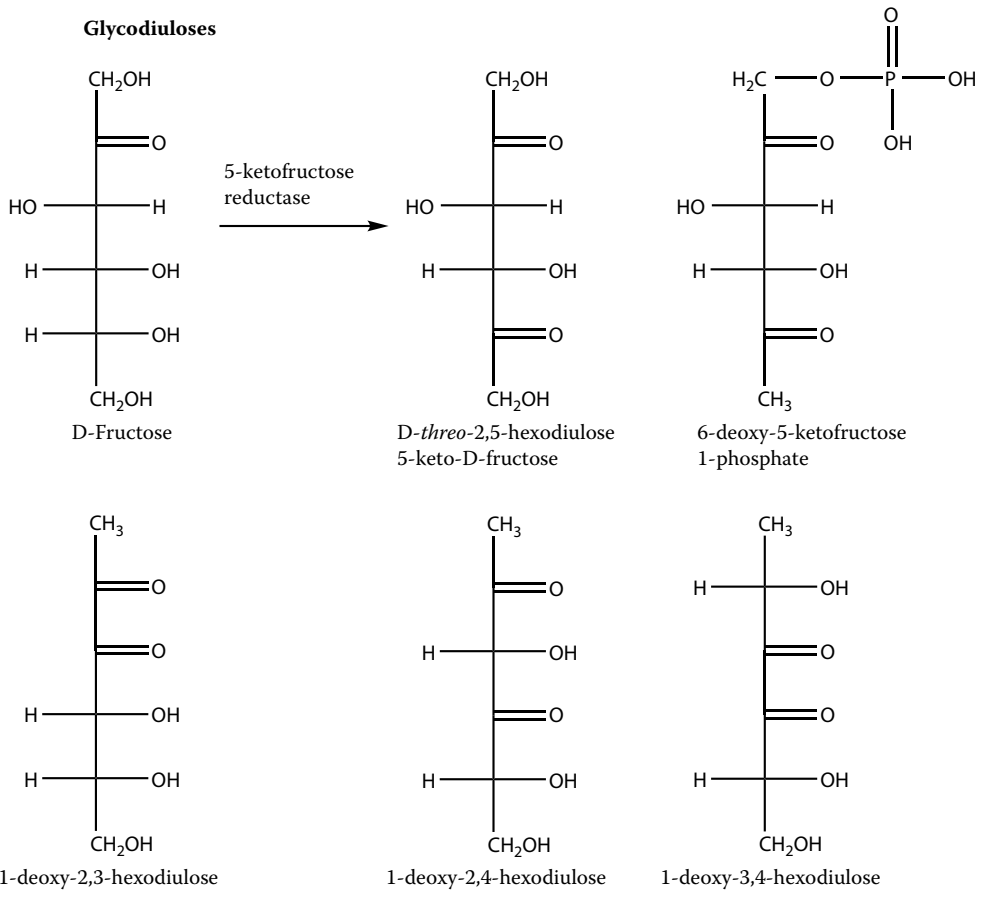 Glycodiuloses
O
CH2OH
CH2OH
H2C O P OH
O
O
O
OH
5-ketofructose
reductase
HO H
HO H
HO H
H OH
H OH
H OH
H OH
O
O
CH2OH
CH2OH
CH3
D-Fructose
D-threo-2,5-hexodiulose
5-keto-D-fructose
6-deoxy-5-ketofructose
1-phosphate
CH3
CH3
CH3
O
O
H OH
O
H OH
O
H OH
O
O
H OH
H OH
H OH
CH2OH
CH2OH
CH2OH
1-deoxy-2,3-hexodiulose
1-deoxy-2,4-hexodiulose
1-deoxy-3,4-hexodiulose